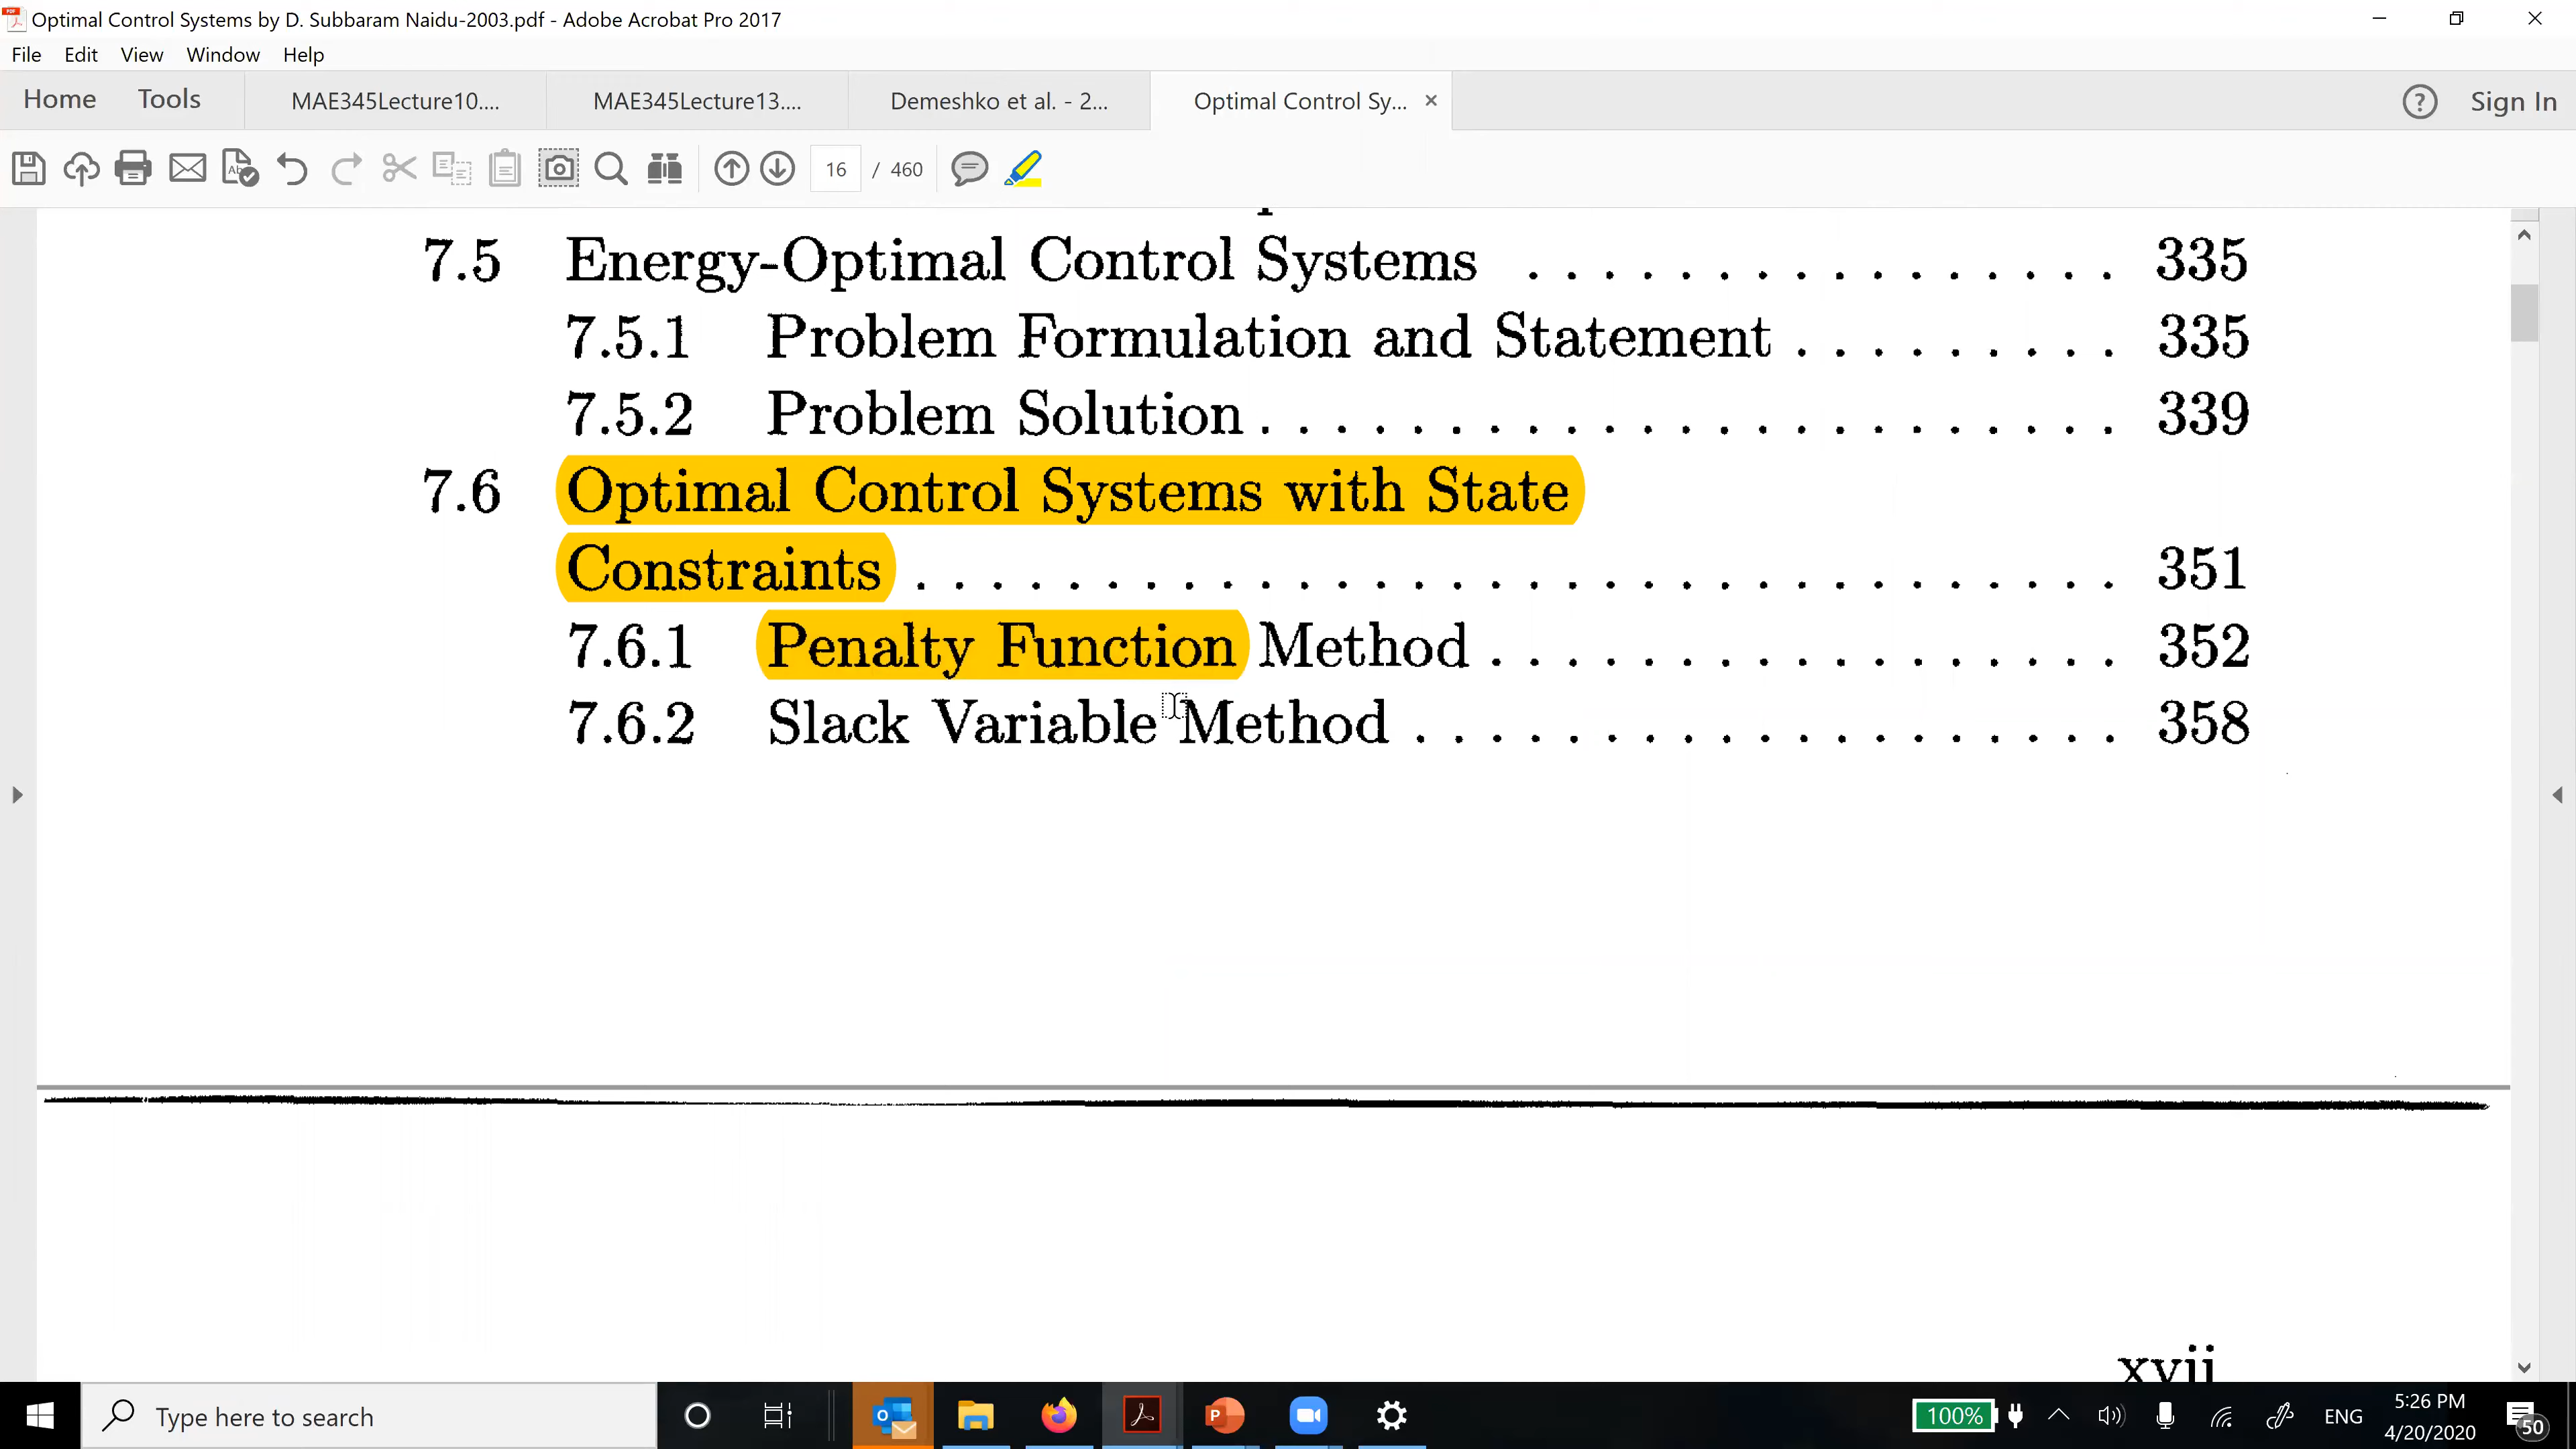 Optimal Control Systems by D. Subbaram Naidu-2003.pdf - Adobe Acrobat Pro 2017
File Edit View Window Help
Home Tools MAE345Lecture10.... MAE345Lecture13.... Demeshko et al. - 2... Optimal Control Sy... × ? Sign In
16 / 460
7.5 Energy-Optimal Control Systems . . . . . . . . . . . . . . . . 335
7.5.1 Problem Formulation and Statement . . . . . . . . . 335
7.5.2 Problem Solution . . . . . . . . . . . . . . . . . . . . . . . 339
7.6 Optimal Control Systems with State
Constraints . . . . . . . . . . . . . . . . . . . . . . . . . . . . . . . . 351
7.6.1 Penalty Function Method . . . . . . . . . . . . . . . . . 352
7.6.2 Slack Variable Method . . . . . . . . . . . . . . . . . . . 358
xvii
Type here to search
100%
ENG
5:26 PM
4/20/2020
50